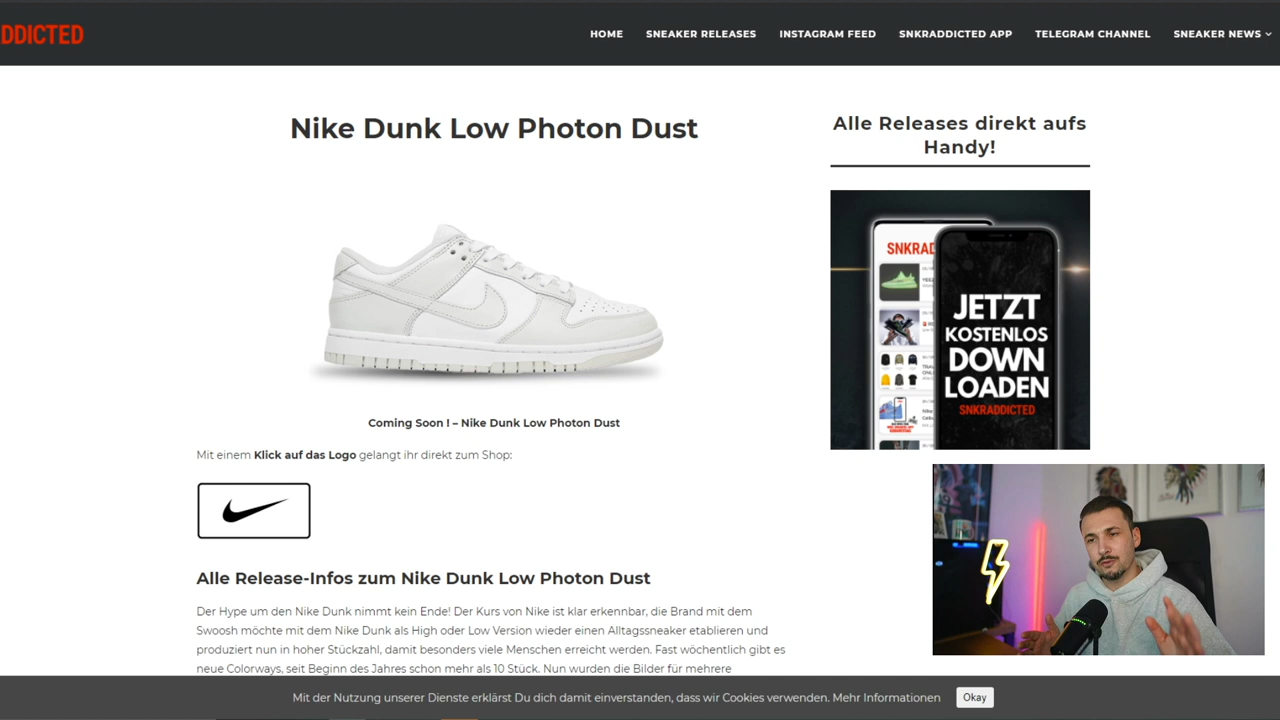 DDICTED
HOME SNEAKER RELEASES INSTAGRAM FEED SNKRADDICTED APP TELEGRAM CHANNEL SNEAKER NEWS
Nike Dunk Low Photon Dust
Coming Soon ! – Nike Dunk Low Photon Dust
Mit einem Klick auf das Logo gelangt ihr direkt zum Shop:
Alle Release-Infos zum Nike Dunk Low Photon Dust
Der Hype um den Nike Dunk nimmt kein Ende! Der Kurs von Nike ist klar erkennbar, die Brand mit dem
Swoosh möchte mit dem Nike Dunk als High oder Low Version wieder einen Alltagssneaker etablieren und
produziert nun in hoher Stückzahl, damit besonders viele Menschen erreicht werden. Fast wöchentlich gibt es
neue Colorways, seit Beginn des Jahres schon mehr als 10 Stück. Nun wurden die Bilder für mehrere
Alle Releases direkt aufs
Handy!
SNKRAD
JETZT
KOSTENLOS
DOWN
LOADEN
SNKRADDICTED
Mit der Nutzung unserer Dienste erklärst Du dich damit einverstanden, dass wir Cookies verwenden. Mehr Informationen
Okay